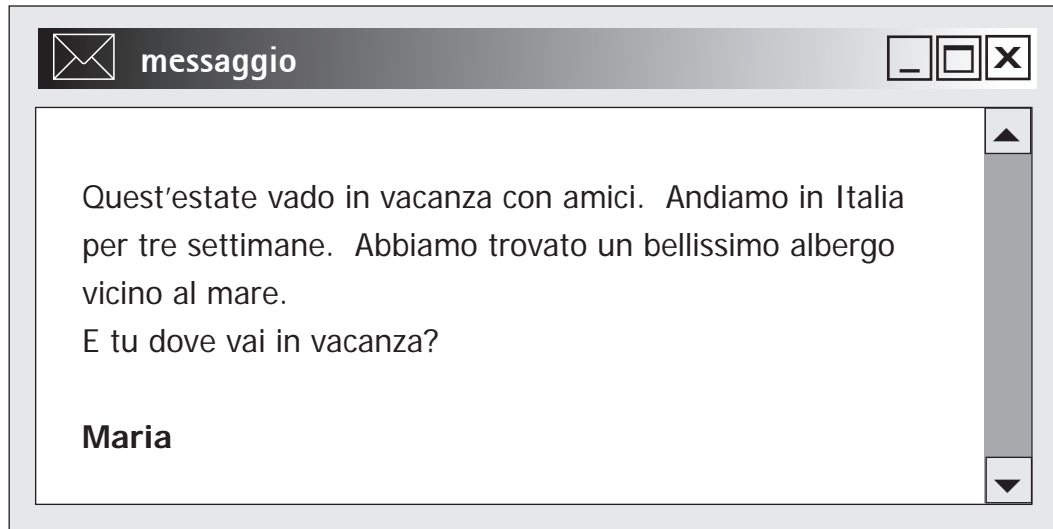 messaggio
Quest'estate vado in vacanza con amici. Andiamo in Italia
per tre settimane. Abbiamo trovato un bellissimo albergo
vicino al mare.
E tu dove vai in vacanza?
Maria